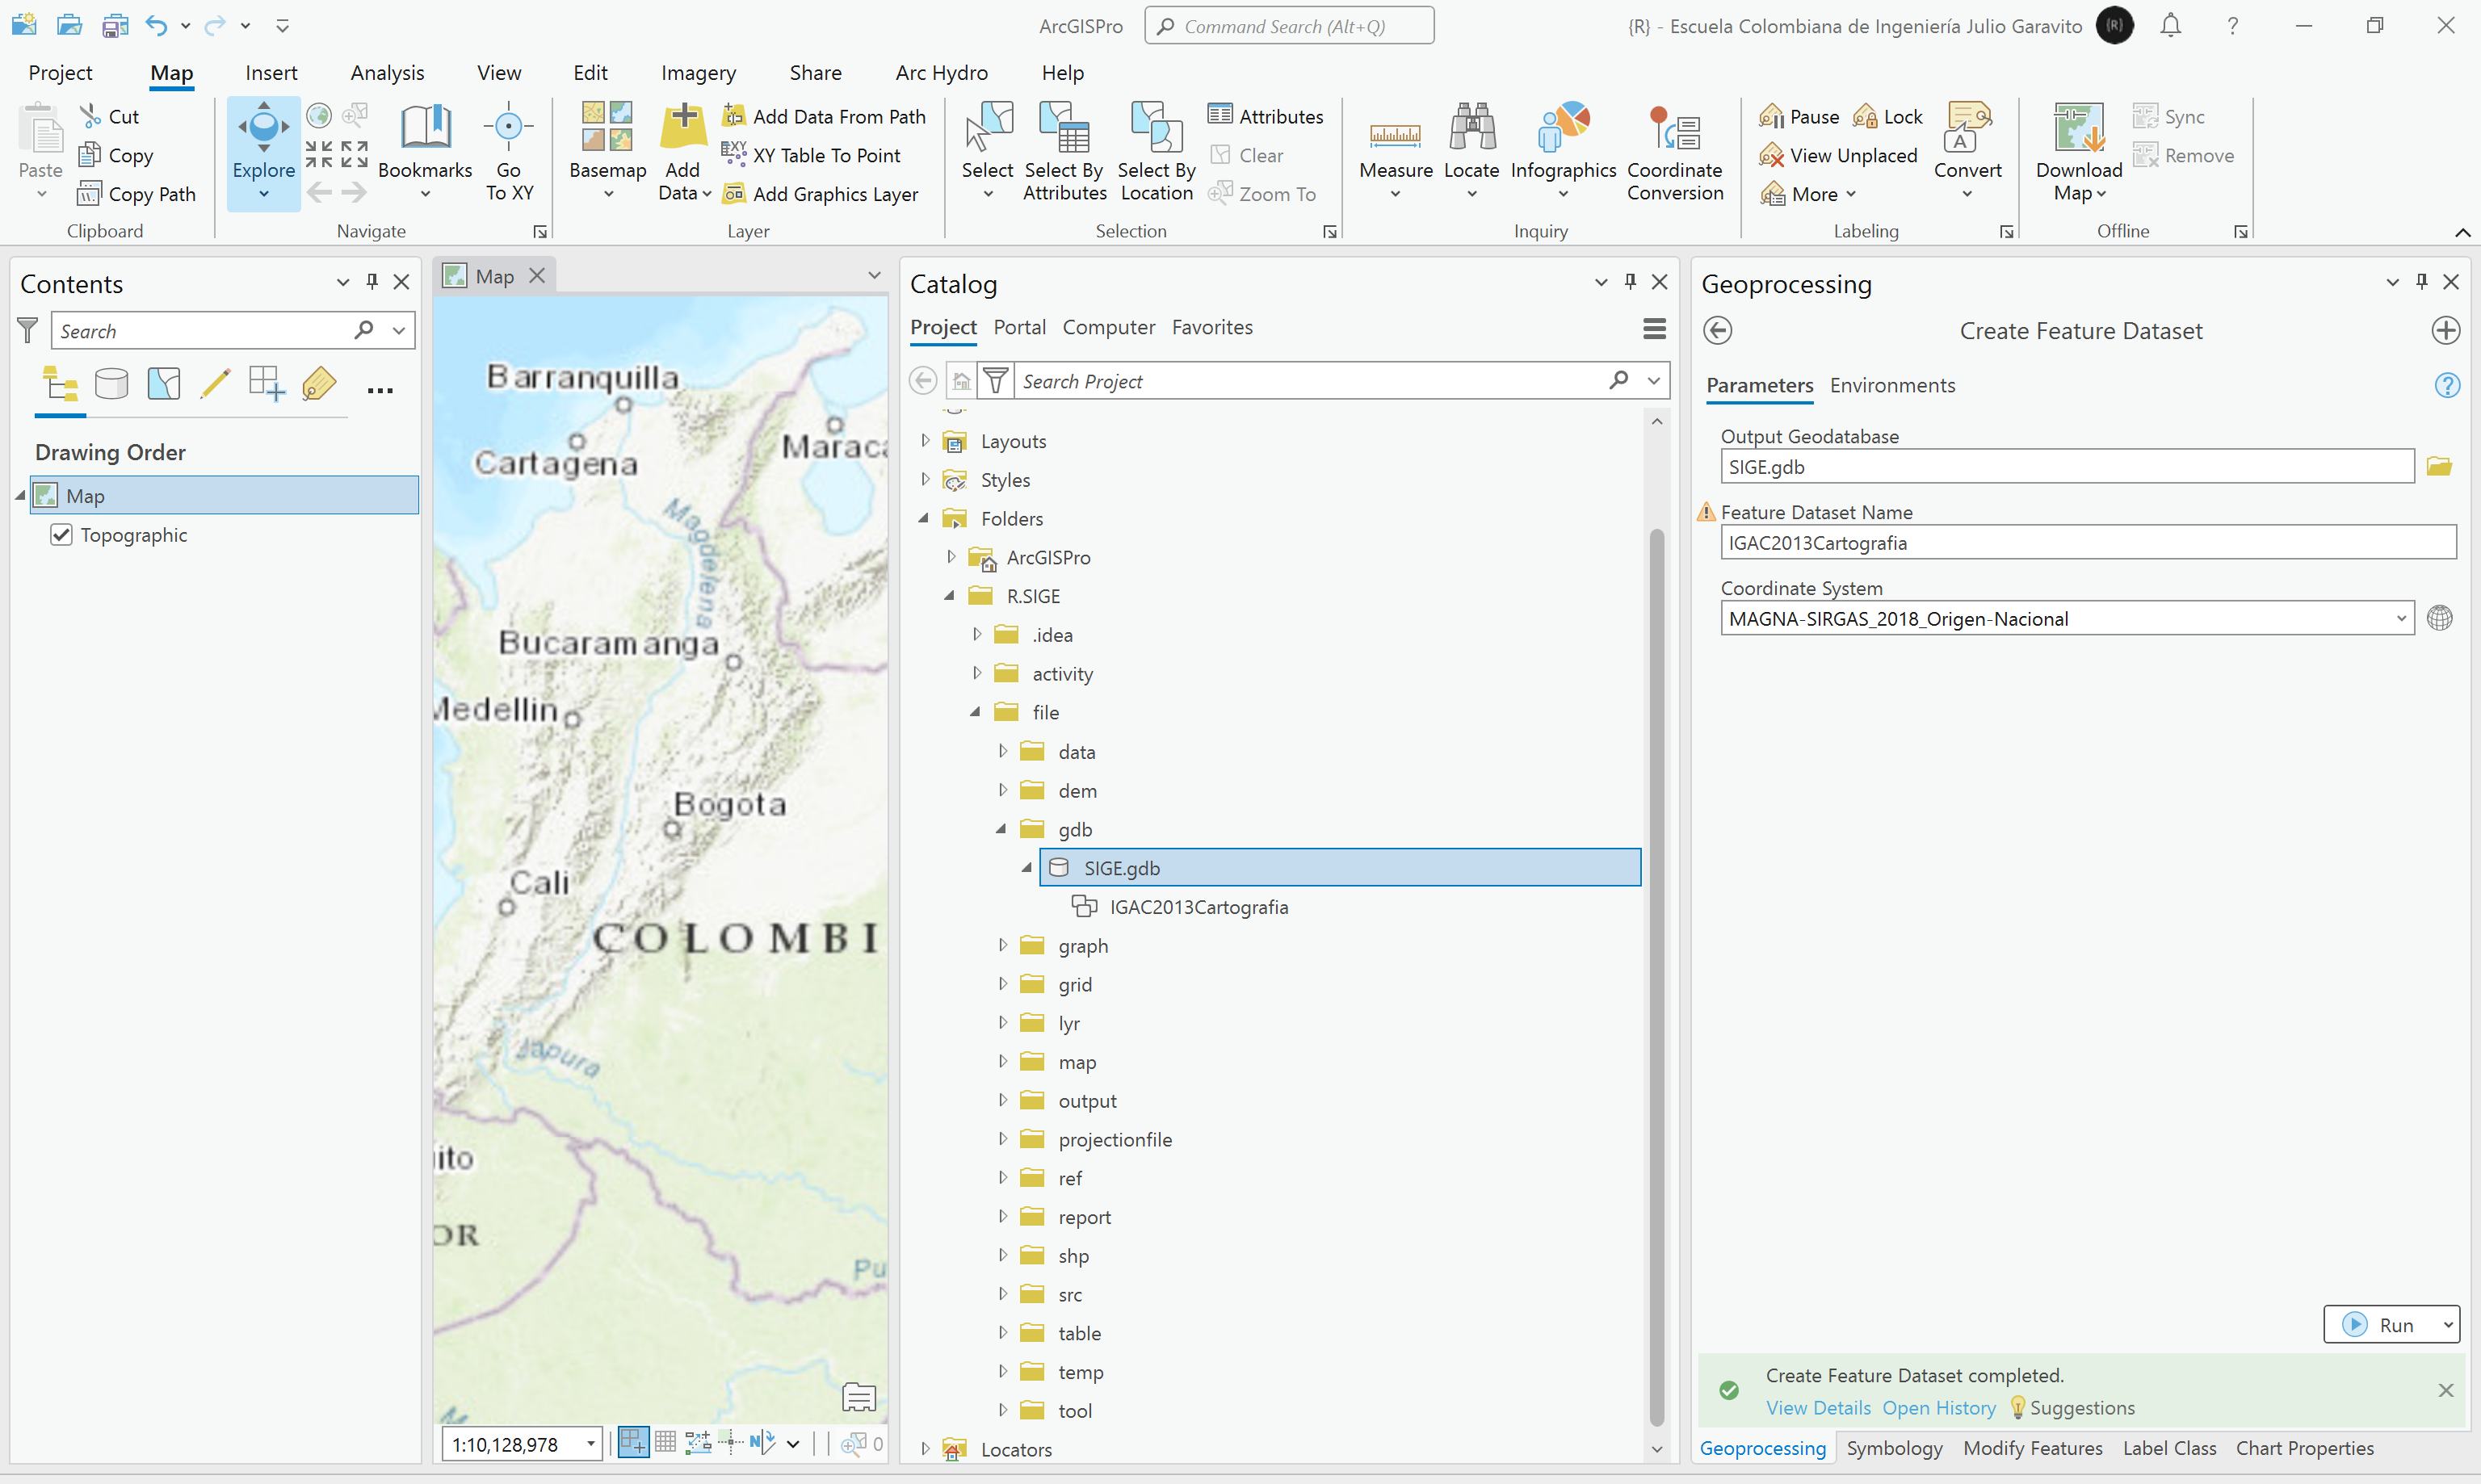 ArcGISPro
Command Search (Alt+Q)
{R} - Escuela Colombiana de Ingeniería Julio Garavito
{R}
?
Project
Map
Insert
Analysis
View
Edit
Imagery
Share
Arc Hydro
Help
Paste
Cut
Copy
Copy Path
Clipboard
Explore
Bookmarks
Go
To XY
Navigate
Basemap
Add
Data
Add Data From Path
XY Table To Point
Add Graphics Layer
Layer
Select
Select By
Attributes
Select By
Location
Attributes
Clear
Zoom To
Selection
Measure
Locate
Infographics
Coordinate
Conversion
Inquiry
Pause
Lock
View Unplaced
More
Convert
Labeling
Download
Map
Sync
Remove
Offline
Contents
Search
Drawing Order
Map
Topographic
Map
Barranquilla
Cartagena
Maraca
Magdelena
Bucaramanga
Medellin
Bogota
Cali
COLOMBI
Japura
ito
OR
Pu
1:10,128,978
0
Catalog
Project
Portal
Computer
Favorites
Search Project
Layouts
Styles
Folders
ArcGISPro
R.SIGE
.idea
activity
file
data
dem
gdb
SIGE.gdb
IGAC2013Cartografia
graph
grid
lyr
map
output
projectionfile
ref
report
shp
src
table
temp
tool
Locators
Geoprocessing
Create Feature Dataset
Parameters
Environments
?
Output Geodatabase
SIGE.gdb
Feature Dataset Name
IGAC2013Cartografia
Coordinate System
MAGNA-SIRGAS_2018_Origen-Nacional
Run
Create Feature Dataset completed.
View Details
Open History
Suggestions
Geoprocessing
Symbology
Modify Features
Label Class
Chart Properties